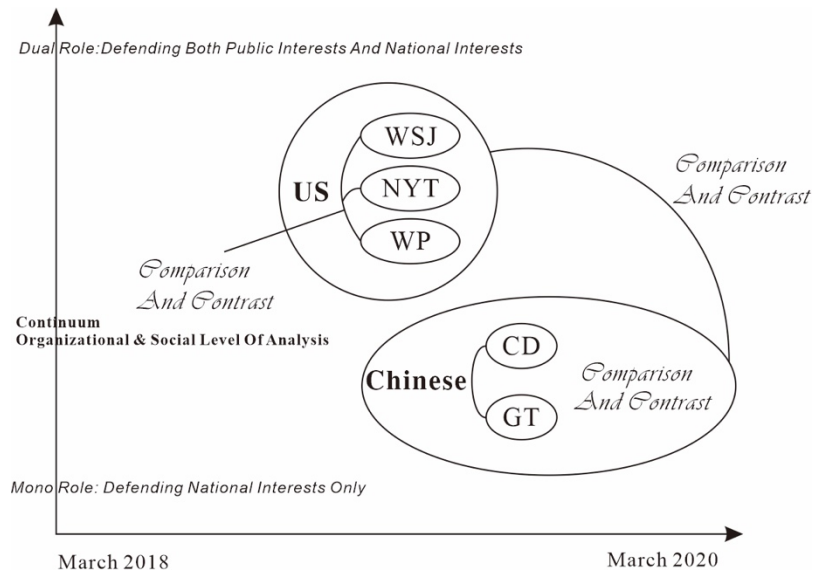 Dual Role:Defending Both Public Interests And National Interests
WSJ
US
NYT
WP
Comparison
And Contrast
Comparison
And Contrast
Continuum
Organizational & Social Level Of Analysis
CD
Chinese
GT
Comparison
And Contrast
Mono Role: Defending National Interests Only
March 2018
March 2020